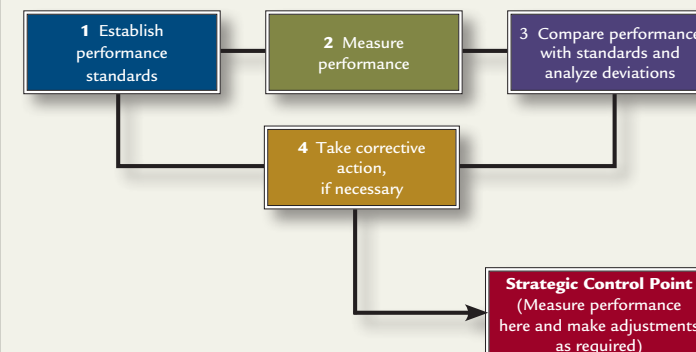 1 Establish
performance
standards
2 Measure
performance
3 Compare performance
with standards and
analyze deviations
4 Take corrective
action,
if necessary
Strategic Control Point
(Measure performance
here and make adjustments
as required)